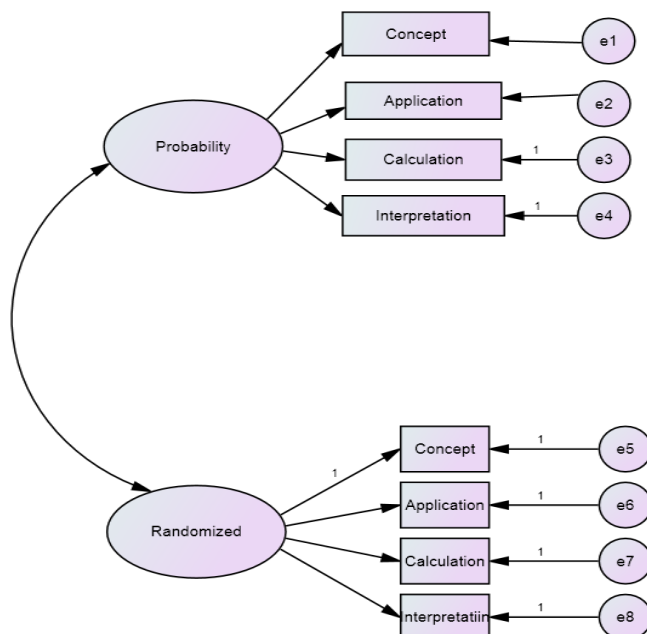 Concept
e1
Application
e2
Probability
Calculation
1
e3
Interpretation
1
e4
1
Concept
1
e5
Application
1
e6
Randomized
Calculation
1
e7
Interpretatiin
1
e8